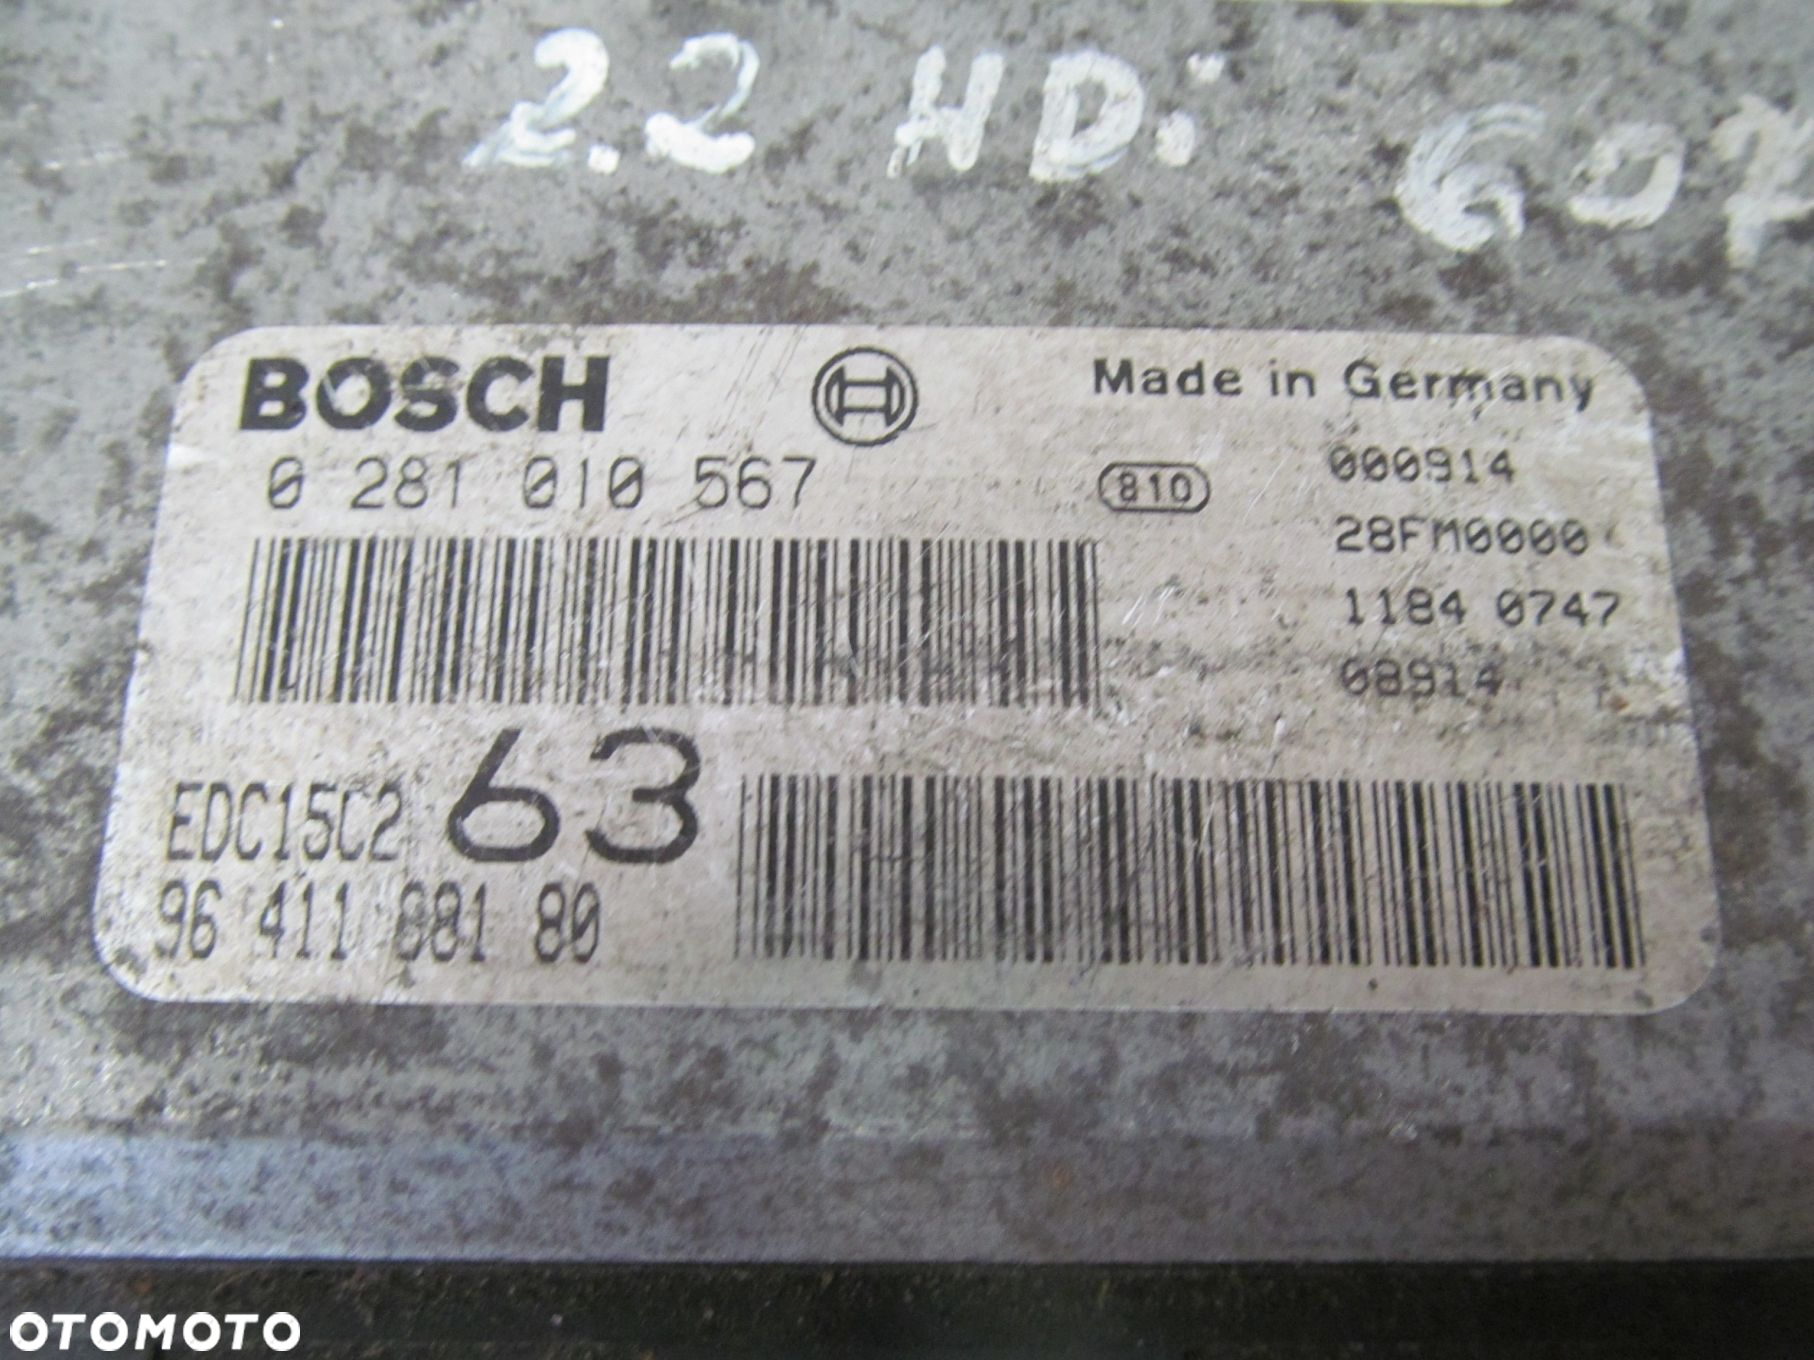 2.2 HDi 607
BOSCH
Made in Germany
0 281 010 567
810
000914
28FM0000
1184 0747
08914
EDC15C2 63
96 411 881 80
OTOMOTO